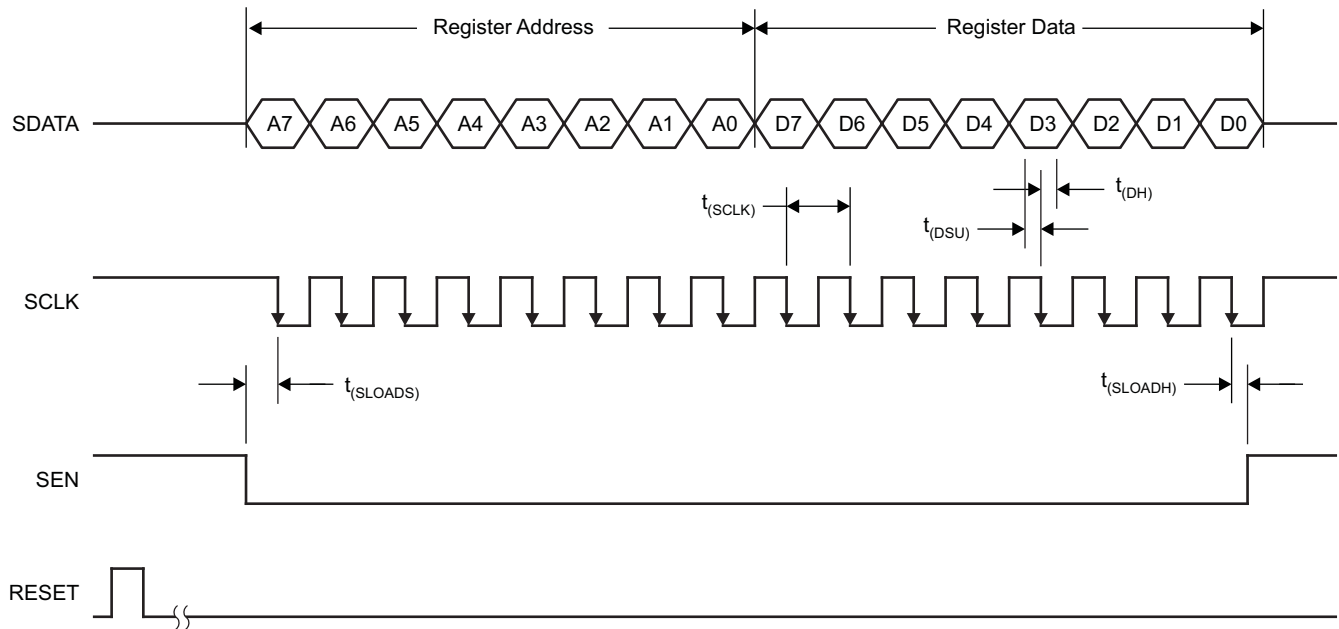 Register Address
Register Data
SDATA
A7 A6 A5 A4 A3 A2 A1 A0 D7 D6 D5 D4 D3 D2 D1 D0
t(DH)
t(SCLK)
t(DSU)
SCLK
t(SLOADS)
t(SLOADH)
SEN
RESET